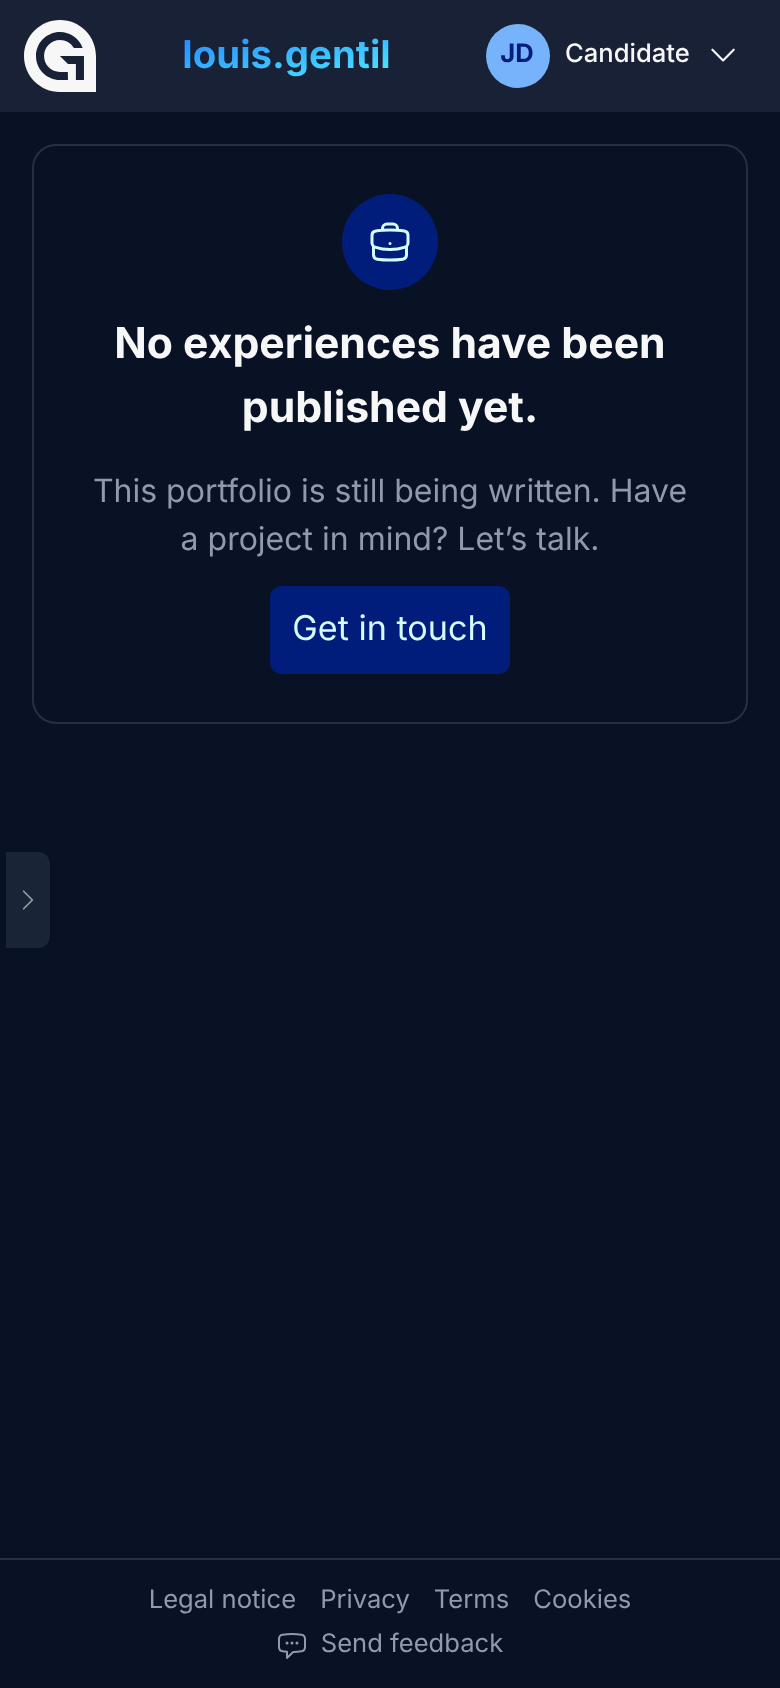 louis.gentil
JD Candidate
No experiences have been
published yet.
This portfolio is still being written. Have
a project in mind? Let’s talk.
Get in touch
Legal notice Privacy Terms Cookies
Send feedback